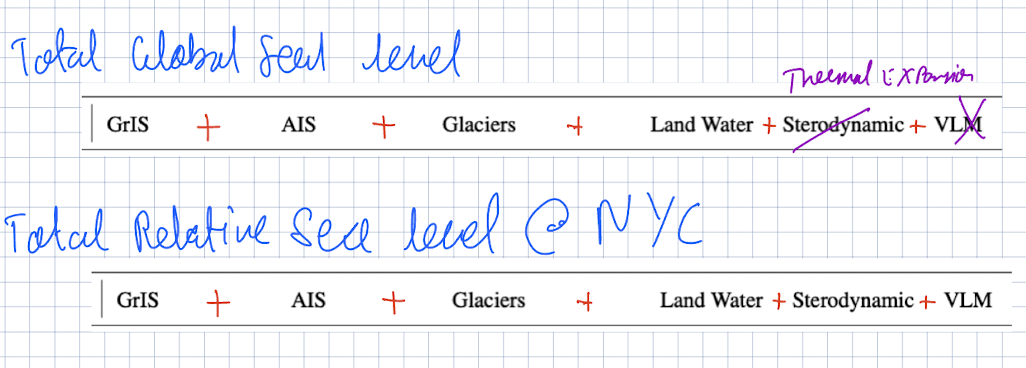 Total Global Sea level
Thermal Expansion
GrIS + AIS + Glaciers + Land Water + Sterodynamic + VLM
Total Relative Sea level @ NYC
GrIS + AIS + Glaciers + Land Water + Sterodynamic + VLM